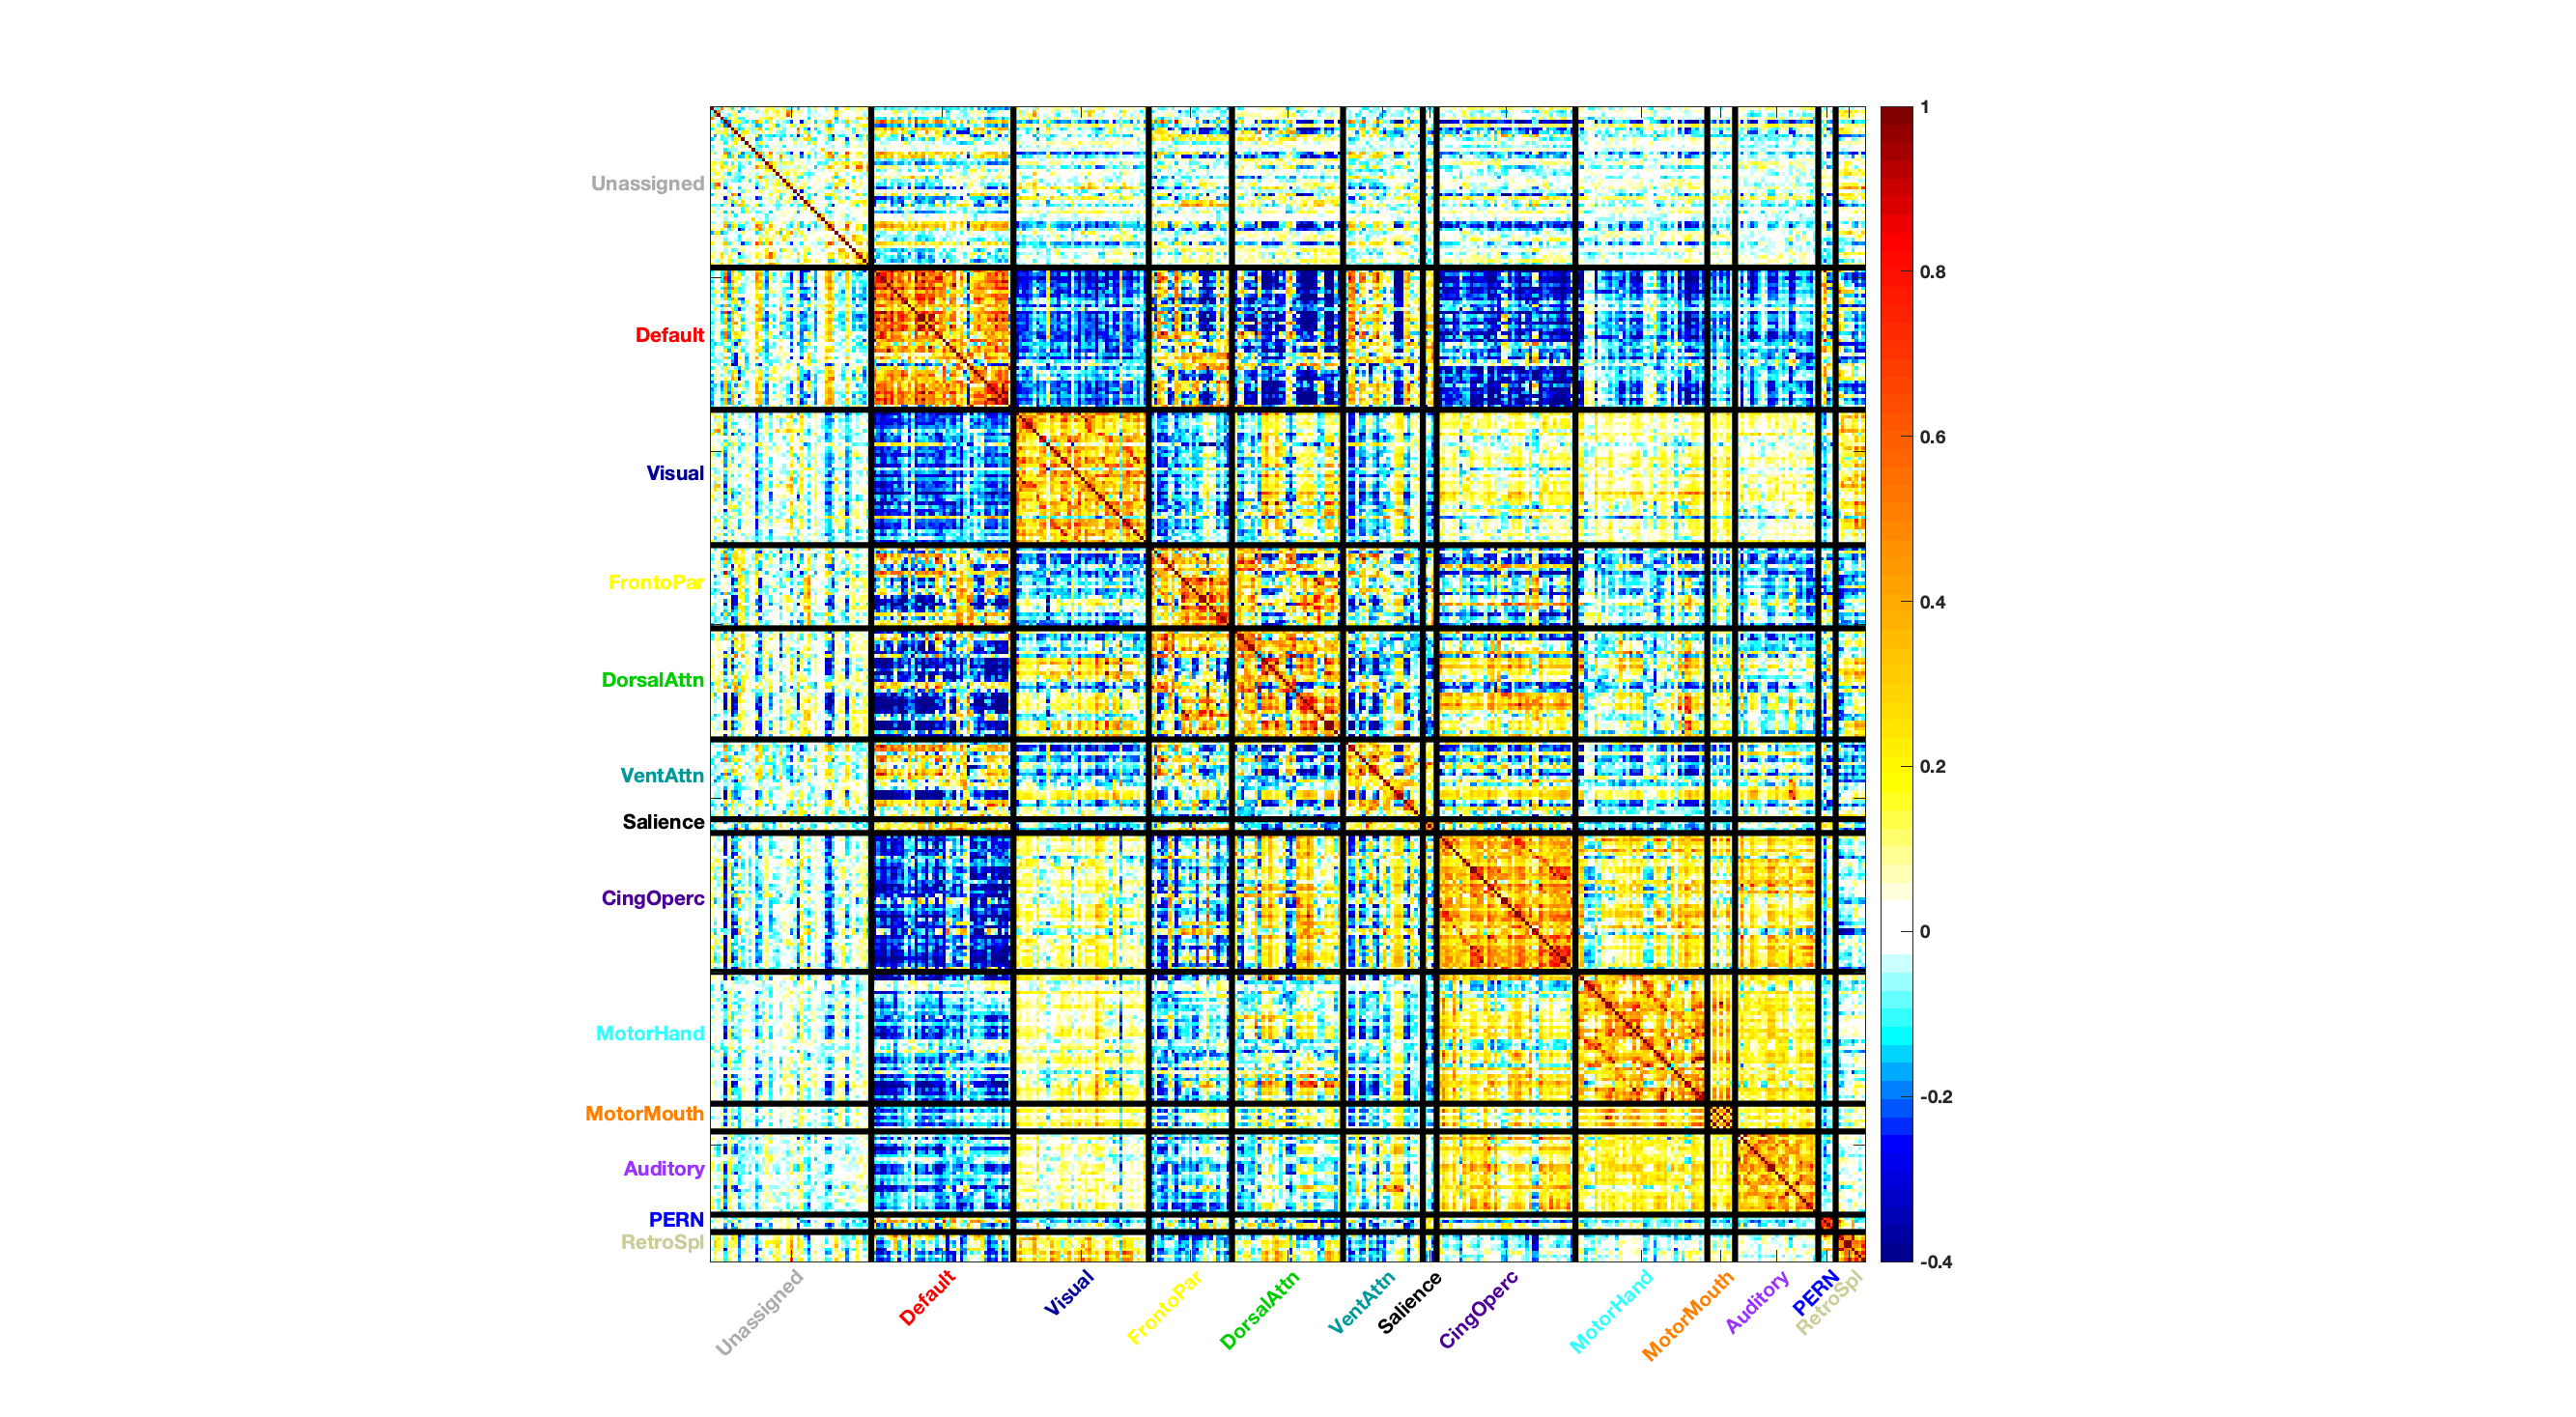 Unassigned
Default
Visual
FrontoPar
DorsalAttn
VentAttn
Salience
CingOperc
MotorHand
MotorMouth
Auditory
PERN
RetroSpl
Unassigned
Default
Visual
FrontoPar
DorsalAttn
VentAttn
Salience
CingOperc
MotorHand
MotorMouth
Auditory
PERN
RetroSpl
1
0.8
0.6
0.4
0.2
0
-0.2
-0.4